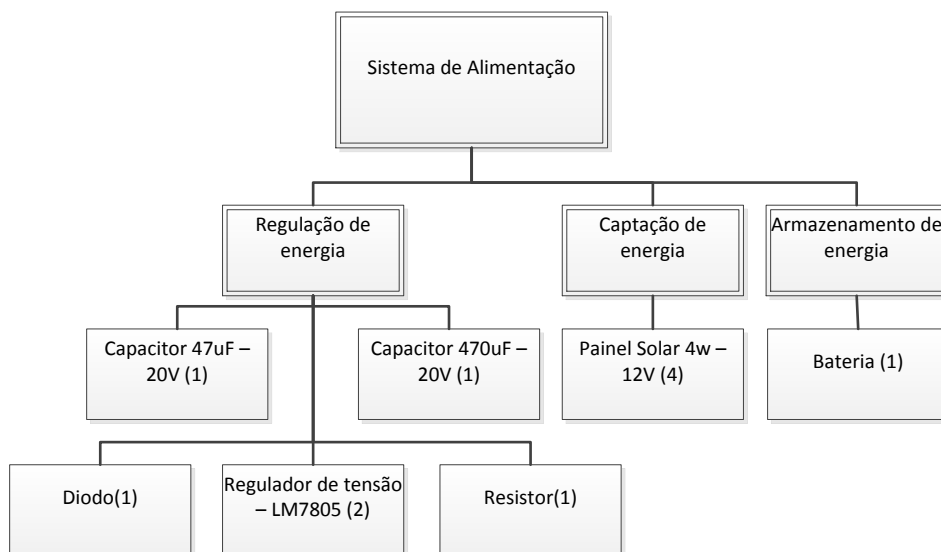 Sistema de Alimentação
Regulação de
energia
Captação de
energia
Armazenamento de
energia
Capacitor 47uF –
20V (1)
Capacitor 470uF –
20V (1)
Painel Solar 4w –
12V (4)
Bateria (1)
Diodo(1)
Regulador de tensão
– LM7805 (2)
Resistor(1)